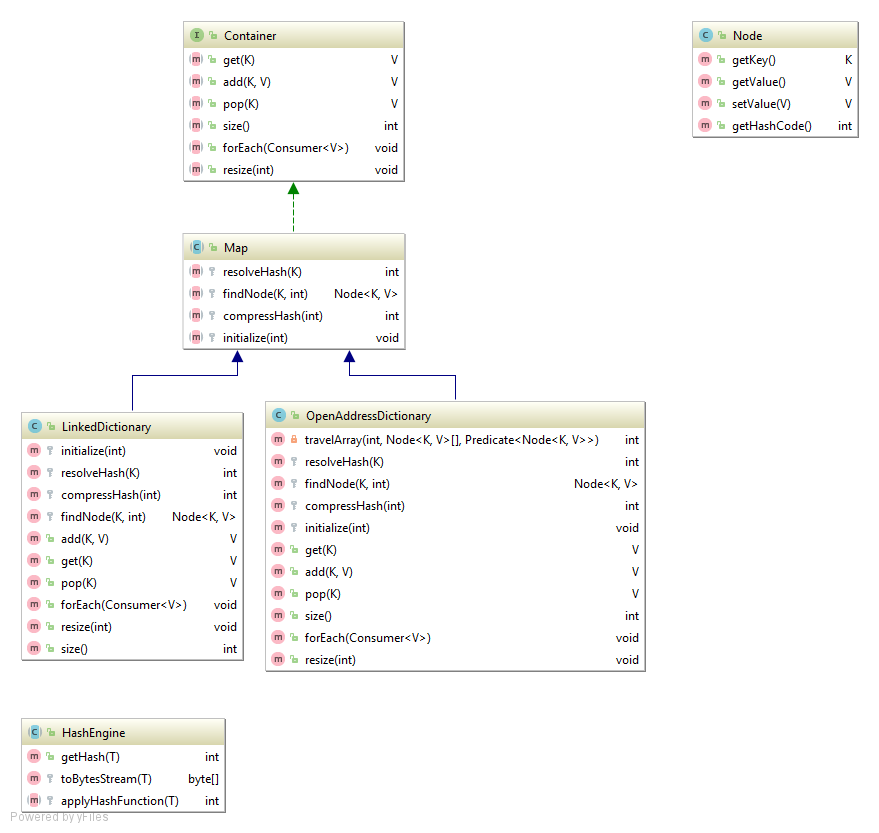 Container
get(K) V
add(K, V) V
pop(K) V
size() int
forEach(Consumer<V>) void
resize(int) void
Node
getKey() K
getValue() V
setValue(V) V
getHashCode() int
Map
resolveHash(K) int
findNode(K, int) Node<K, V>
compressHash(int) int
initialize(int) void
LinkedDictionary
initialize(int) void
resolveHash(K) int
compressHash(int) int
findNode(K, int) Node<K, V>
add(K, V) V
get(K) V
pop(K) V
forEach(Consumer<V>) void
resize(int) void
size() int
OpenAddressDictionary
travelArray(int, Node<K, V>[], Predicate<Node<K, V>>) int
resolveHash(K) int
findNode(K, int) Node<K, V>
compressHash(int) int
initialize(int) void
get(K) V
add(K, V) V
pop(K) V
size() int
forEach(Consumer<V>) void
resize(int) void
HashEngine
getHash(T) int
toBytesStream(T) byte[]
applyHashFunction(T) int
Powered by yFiles